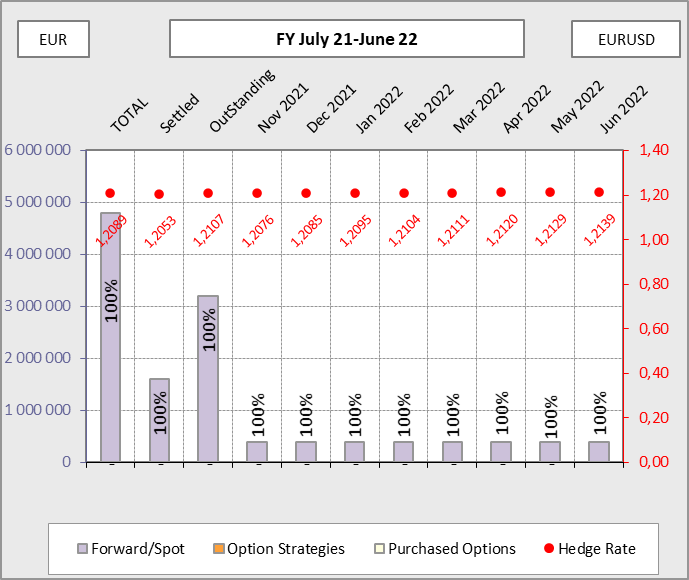 EUR
FY July 21-June 22
EURUSD
TOTAL
Settled
OutStanding
Nov 2021
Dec 2021
Jan 2022
Feb 2022
Mar 2022
Apr 2022
May 2022
Jun 2022
6 000 000
5 000 000
4 000 000
3 000 000
2 000 000
1 000 000
0
1,40
1,20
1,00
0,80
0,60
0,40
0,20
0,00
1,2089
1,2053
1,2107
1,2076
1,2085
1,2095
1,2104
1,2111
1,2120
1,2129
1,2139
100%
100%
100%
100%
100%
100%
100%
100%
100%
100%
100%
Forward/Spot
Option Strategies
Purchased Options
Hedge Rate